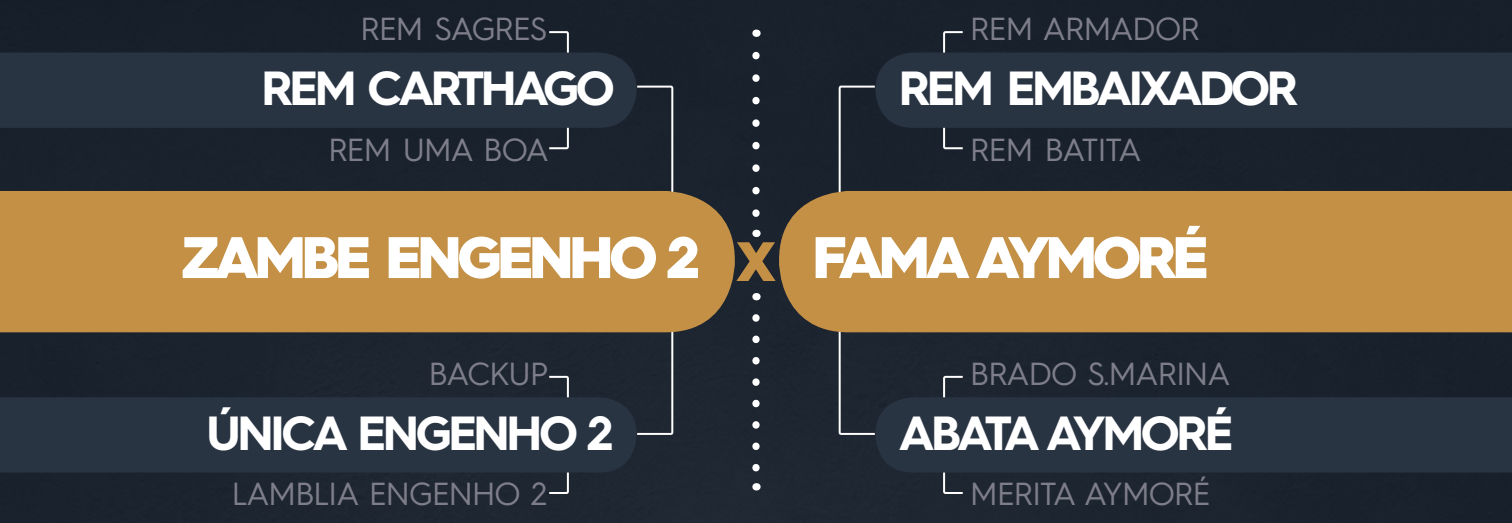 REM SAGRES
REM CARTHAGO
REM UMA BOA
ZAMBE ENGENHO 2
BACKUP
ÚNICA ENGENHO 2
LAMBLIA ENGENHO 2
X
REM ARMADOR
REM EMBAIXADOR
REM BATITA
FAMA AYMORÉ
BRADO S.MARINA
ABATA AYMORÉ
MERITA AYMORÉ